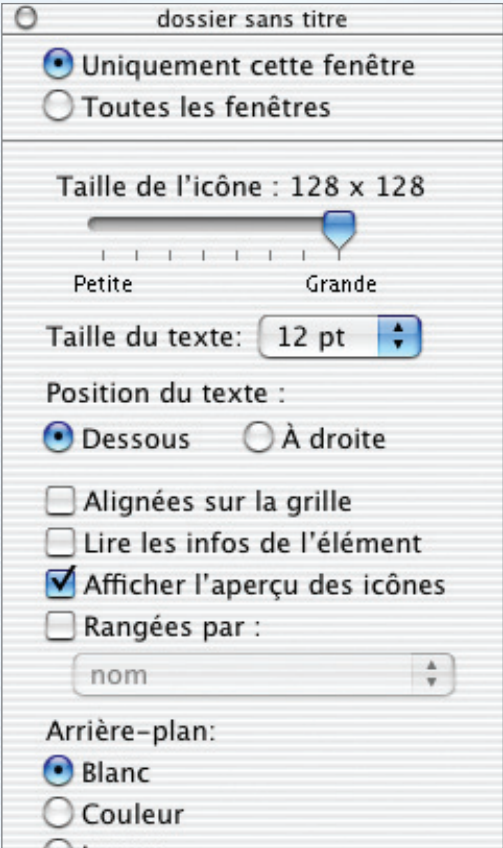 dossier sans titre
Uniquement cette fenêtre
Toutes les fenêtres
Taille de l'icône : 128 x 128
Petite Grande
Taille du texte: 12 pt
Position du texte :
Dessous À droite
Alignées sur la grille
Lire les infos de l'élément
Afficher l'aperçu des icônes
Rangées par :
nom
Arrière-plan:
Blanc
Couleur